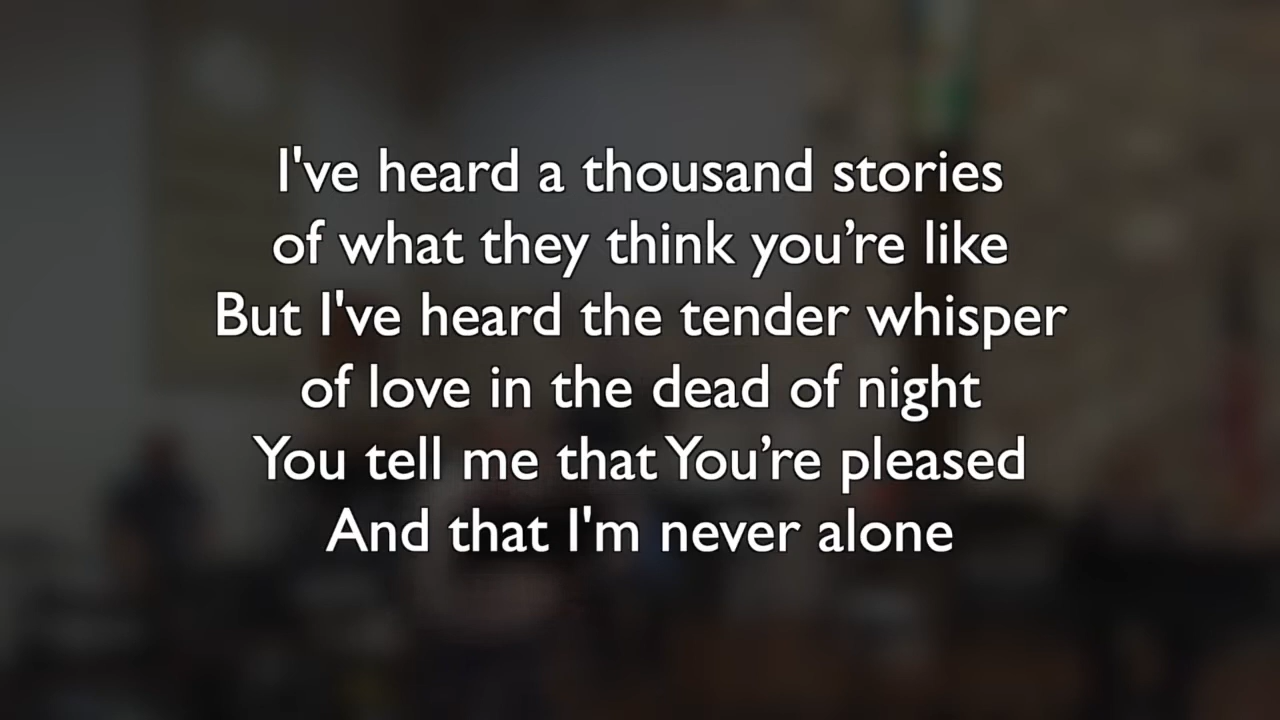 I've heard a thousand stories
of what they think you’re like
But I've heard the tender whisper
of love in the dead of night
You tell me that You’re pleased
And that I'm never alone